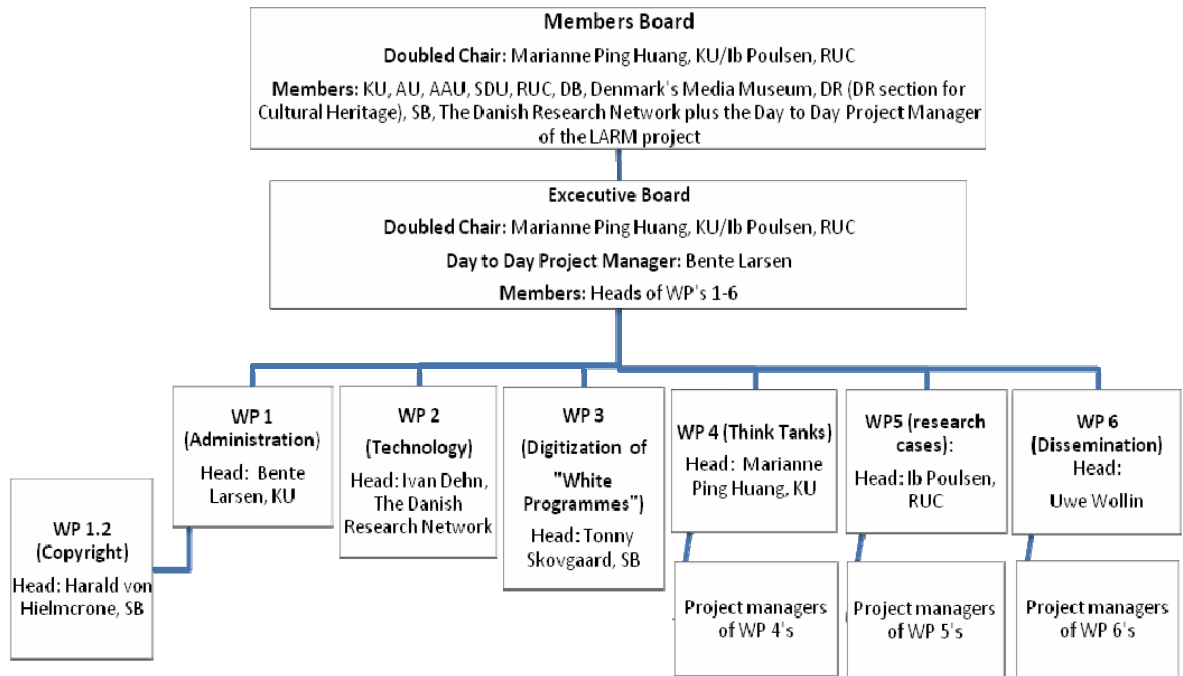 Members Board
Doubled Chair: Marianne Ping Huang, KU/Ib Poulsen, RUC
Members: KU, AU, AAU, SDU, RUC, DB, Denmark's Media Museum, DR (DR section for
Cultural Heritage), SB, The Danish Research Network plus the Day to Day Project Manager
of the LARM project
Excecutive Board
Doubled Chair: Marianne Ping Huang, KU/Ib Poulsen, RUC
Day to Day Project Manager: Bente Larsen
Members: Heads of WP's 1-6
WP 1
(Administration)
Head: Bente
Larsen, KU
WP 1.2
(Copyright)
Head: Harald von
Hielmcrone, SB
WP 2
(Technology)
Head: Ivan Dehn,
The Danish
Research Network
WP 3
(Digitization of
"White
Programmes")
Head: Tonny
Skovgaard, SB
WP 4 (Think Tanks)
Head: Marianne
Ping Huang, KU
Project managers
of WP 4's
WP5 (research
cases):
Head: Ib Poulsen,
RUC
Project managers
of WP 5's
WP 6
(Dissemination)
Head:
Uwe Wollin
Project managers
of WP 6's